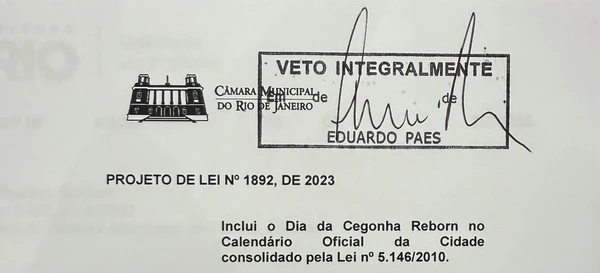 VETO INTEGRALMENTE
CÂMARA MUNICIPAL
DO RIO DE JANEIRO
Em de de
EDUARDO PAES
PROJETO DE LEI Nº 1892, DE 2023
Inclui o Dia da Cegonha Reborn no
Calendário Oficial da Cidade
consolidado pela Lei nº 5.146/2010.